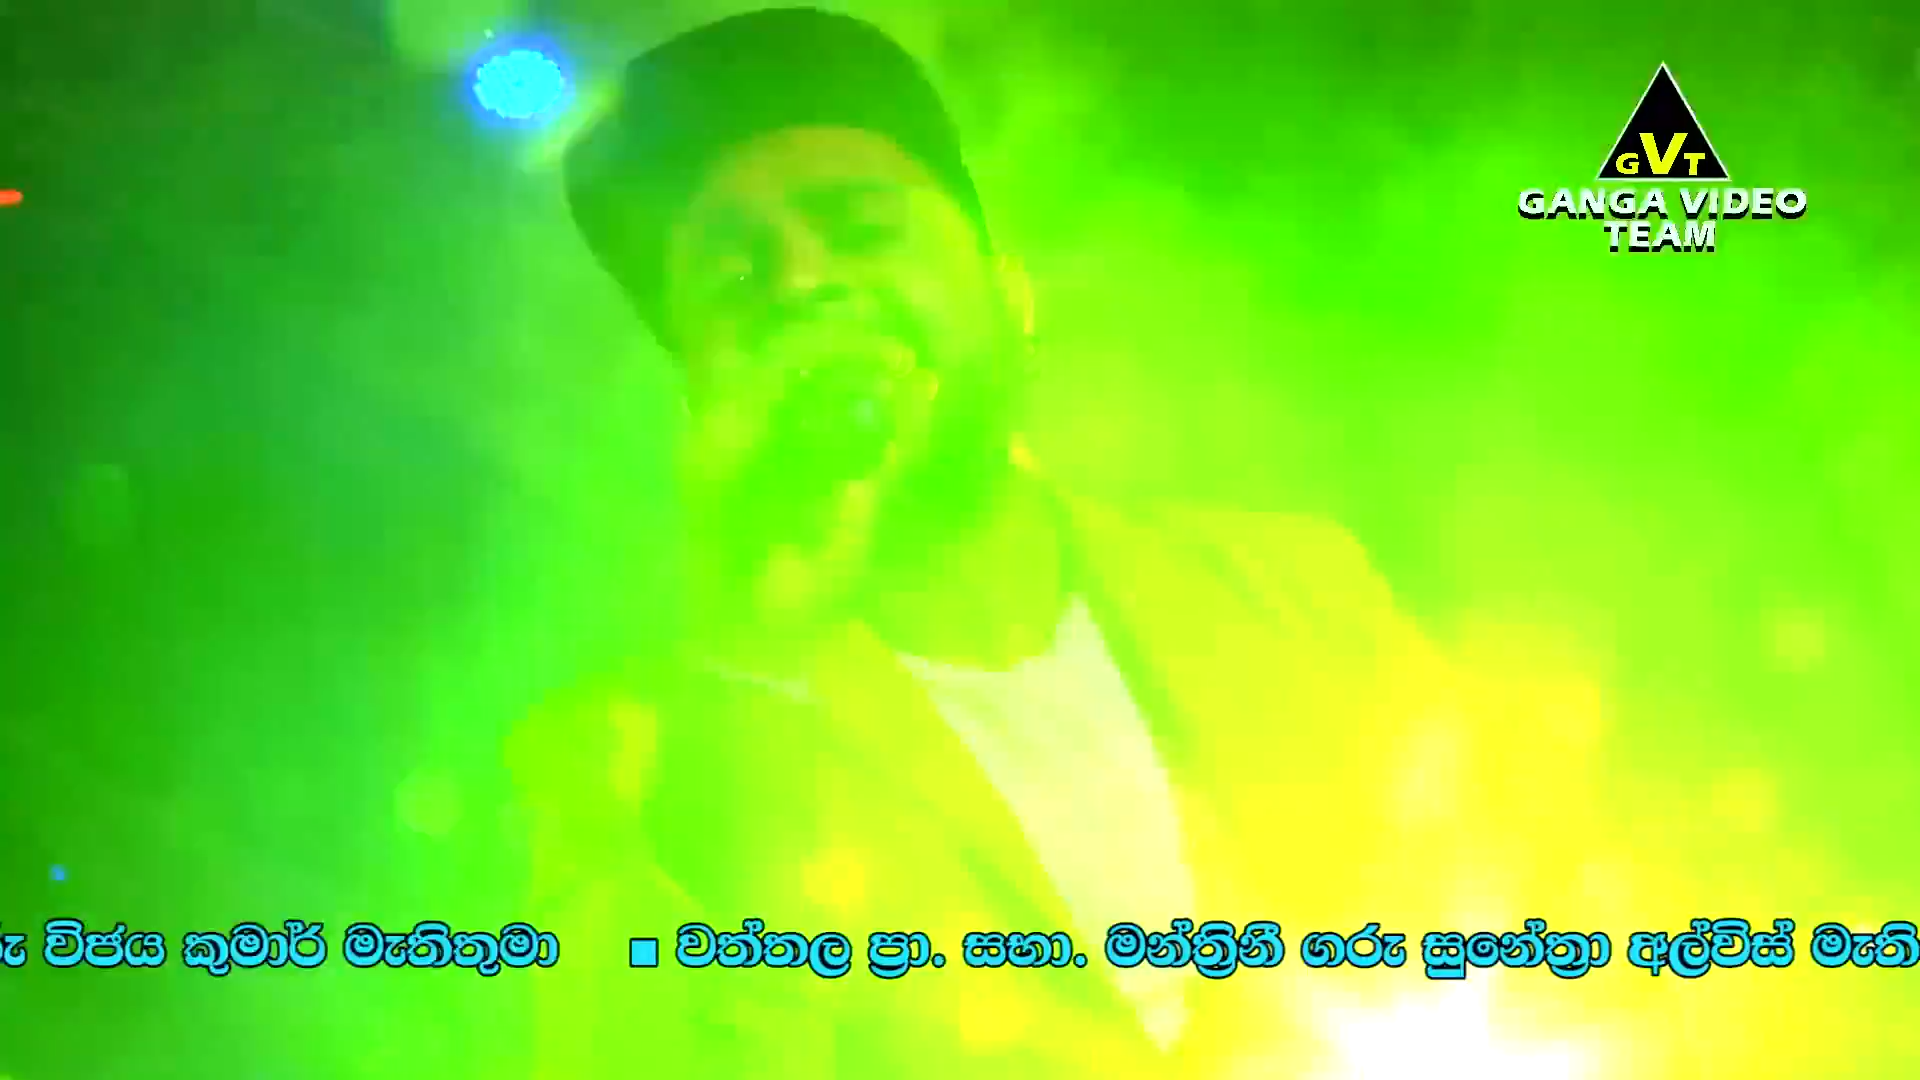 GVT
GANGA VIDEO
TEAM
විජය කුමාර් මැතිතුමා ■ වත්තල ප්‍රා. සභා. මන්ත්‍රිනී ගරු සුනේත්‍රා අල්විස් මැති